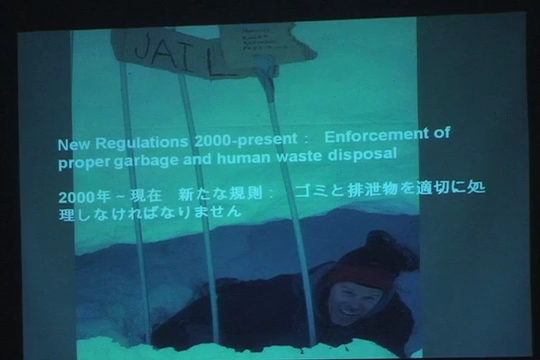 JAIL
New Regulations 2000-present： Enforcement of
proper garbage and human waste disposal
2000年～現在　新たな規則：　ゴミと排泄物を適切に処
理しなければなりません